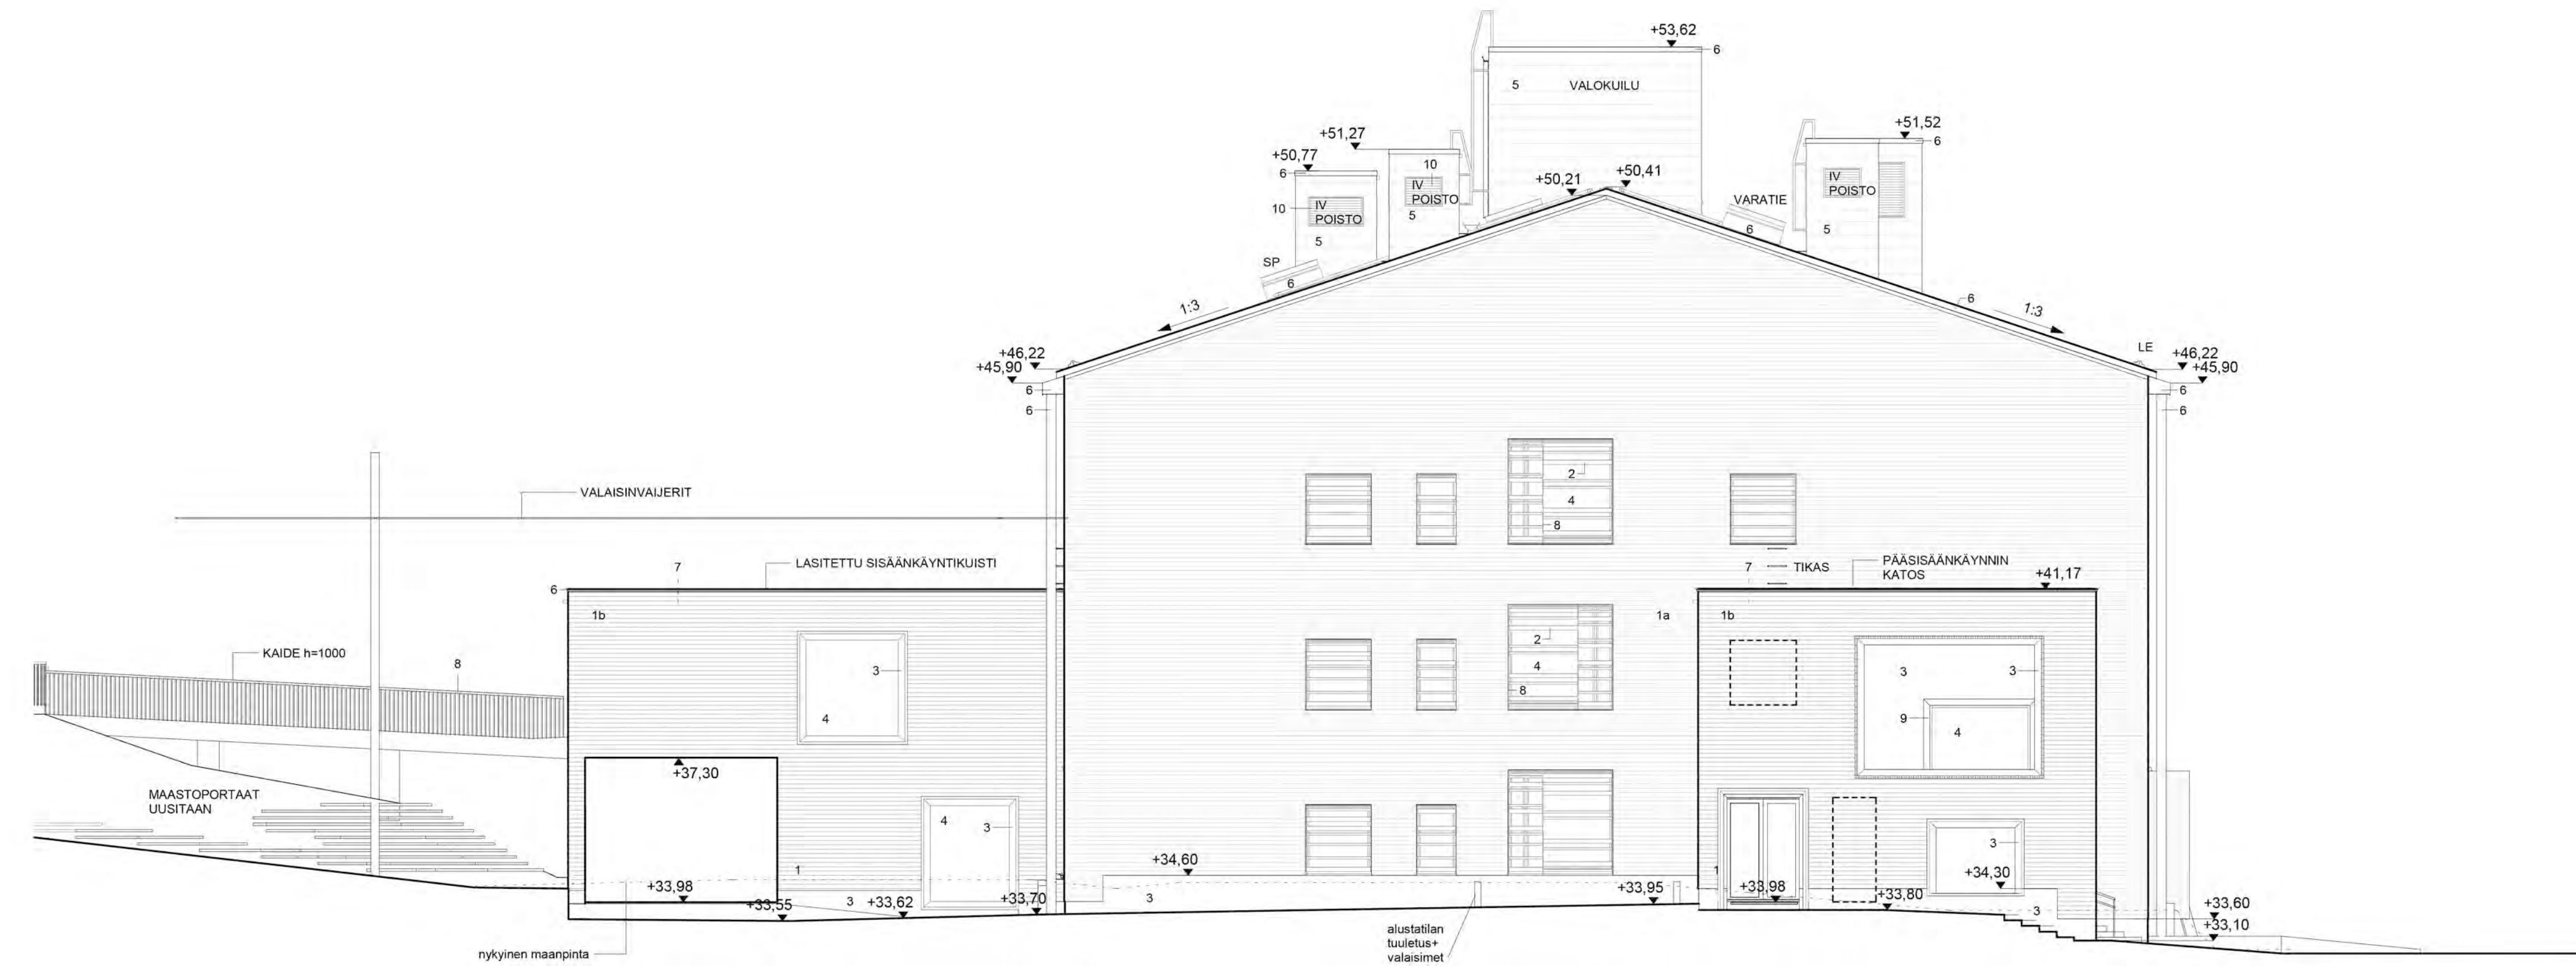 +53,62
6
5 VALOKUILU
+51,27
+51,52
6
+50,77
6
10
IV
POISTO
5
10
IV
POISTO
5
IV
POISTO
5
+50,21
+50,41
VARATIE
6
SP
6
1:3
6
1:3
LE
+46,22
+45,90
+46,22
+45,90
6
6
6
6
VALAISINVAIJERIT
2
4
8
LASITETTU SISÄÄNKÄYNTIKUISTI
7
6
7
TIKAS
PÄÄSISÄÄNKÄYNNIN
KATOS
+41,17
1b
1a
1b
KAIDE h=1000
8
3
4
2
4
8
3
3
9
4
+37,30
MAASTOPORTAAT
UUSITAAN
4
3
3
1
+34,60
+33,98
+33,55
3
+33,62
+33,70
3
+33,95
1
+33,98
+33,80
+34,30
3
+33,60
+33,10
nykyinen maanpinta
alustatilan
tuuletus+
valaisimet